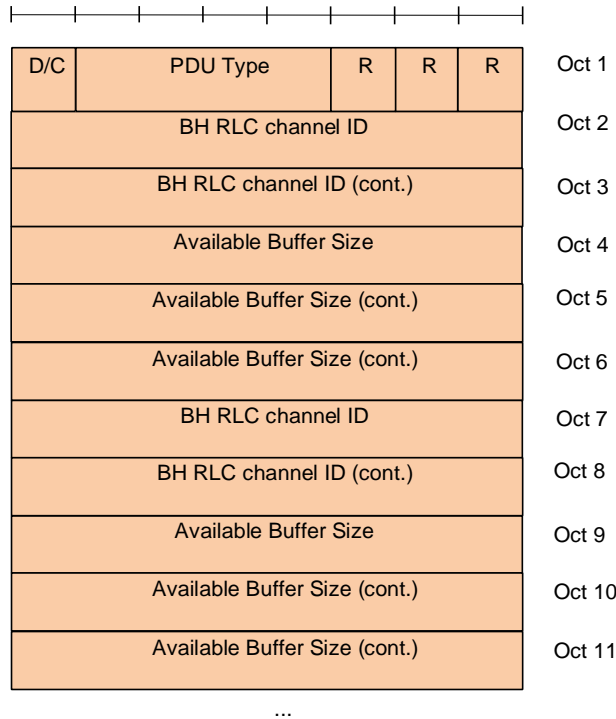 D/C PDU Type R R R Oct 1
BH RLC channel ID Oct 2
BH RLC channel ID (cont.) Oct 3
Available Buffer Size Oct 4
Available Buffer Size (cont.) Oct 5
Available Buffer Size (cont.) Oct 6
BH RLC channel ID Oct 7
BH RLC channel ID (cont.) Oct 8
Available Buffer Size Oct 9
Available Buffer Size (cont.) Oct 10
Available Buffer Size (cont.) Oct 11
...